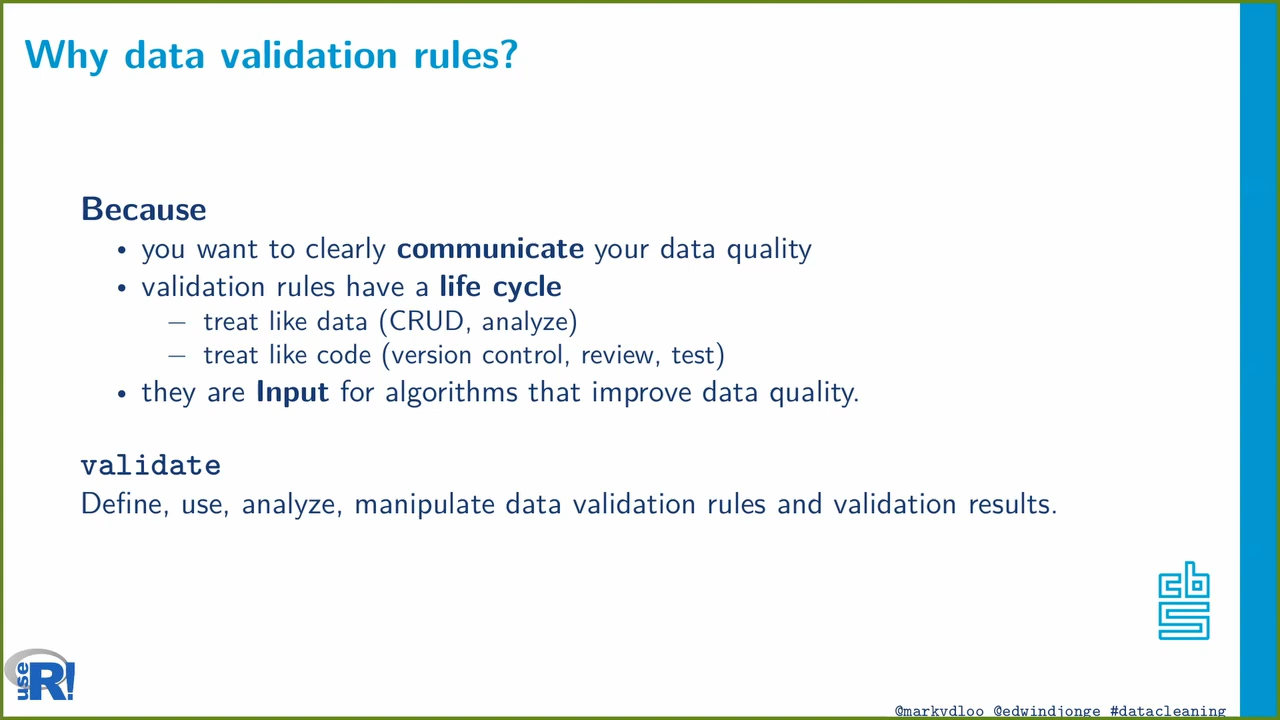 Why data validation rules?
Because
• you want to clearly communicate your data quality
• validation rules have a life cycle
– treat like data (CRUD, analyze)
– treat like code (version control, review, test)
• they are Input for algorithms that improve data quality.
validate
Define, use, analyze, manipulate data validation rules and validation results.
cbs
use R!
@markvdloo @edwindjonge #datacleaning